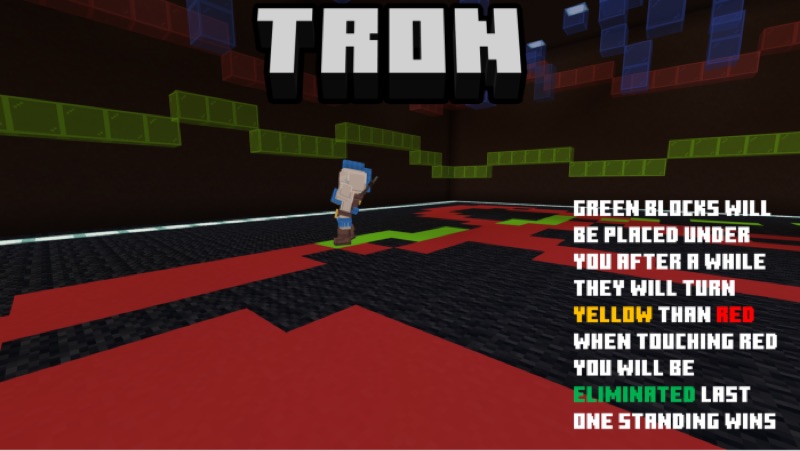 TRON
GREEN BLOCKS WILL
BE PLACED UNDER
YOU AFTER A WHILE
THEY WILL TURN
YELLOW THAN RED
WHEN TOUCHING RED
YOU WILL BE
ELIMINATED LAST
ONE STANDING WINS